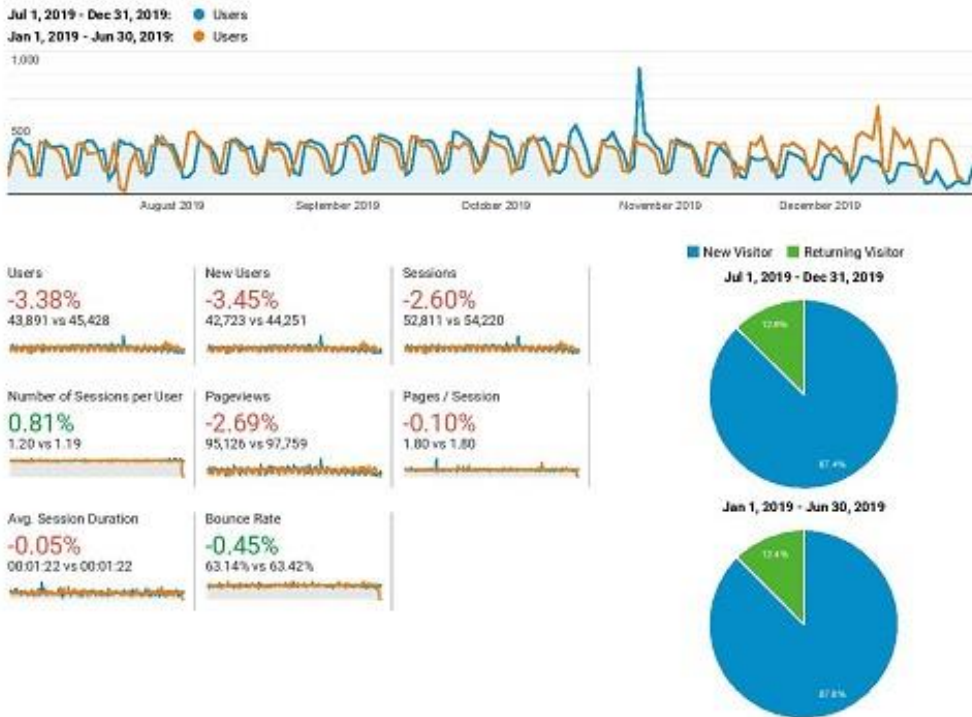 Jul 1, 2019 - Dec 31, 2019: Users
Jan 1, 2019 - Jun 30, 2019: Users
1,000
500
August 2019 September 2019 October 2019 November 2019 December 2019
New Visitor Returning Visitor
Users
-3.38%
43,891 vs 45,428
New Users
-3.45%
42,723 vs 44,251
Sessions
-2.60%
52,811 vs 54,220
Number of Sessions per User
0.81%
1.20 vs 1.19
Pageviews
-2.69%
95,126 vs 97,759
Pages / Session
-0.10%
1.80 vs 1.80
Avg. Session Duration
-0.05%
00:01:22 vs 00:01:22
Bounce Rate
-0.45%
63.14% vs 63.42%
Jul 1, 2019 - Dec 31, 2019
87.4%
Jan 1, 2019 - Jun 30, 2019
12.4%